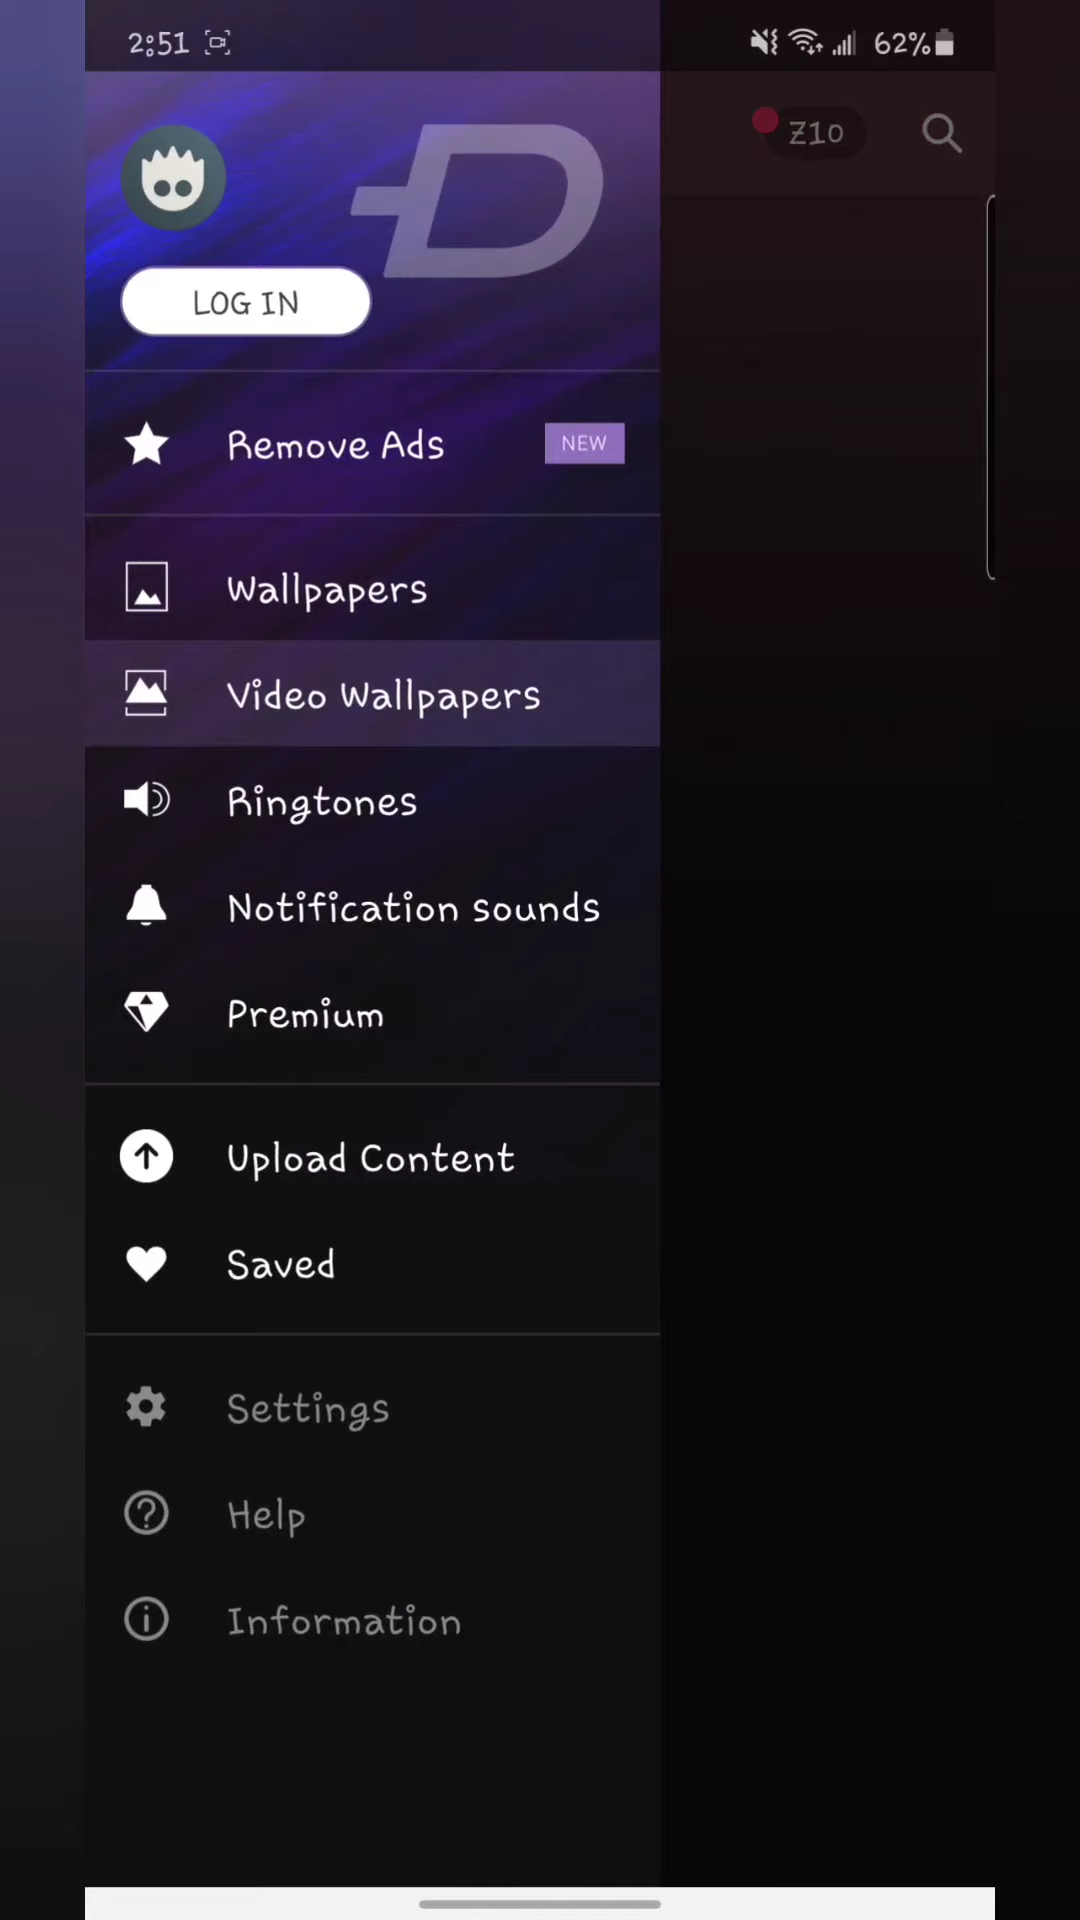 2:51
62%
Z10
LOG IN
Remove Ads
NEW
Wallpapers
Video Wallpapers
Ringtones
Notification sounds
Premium
Upload Content
Saved
Settings
Help
Information